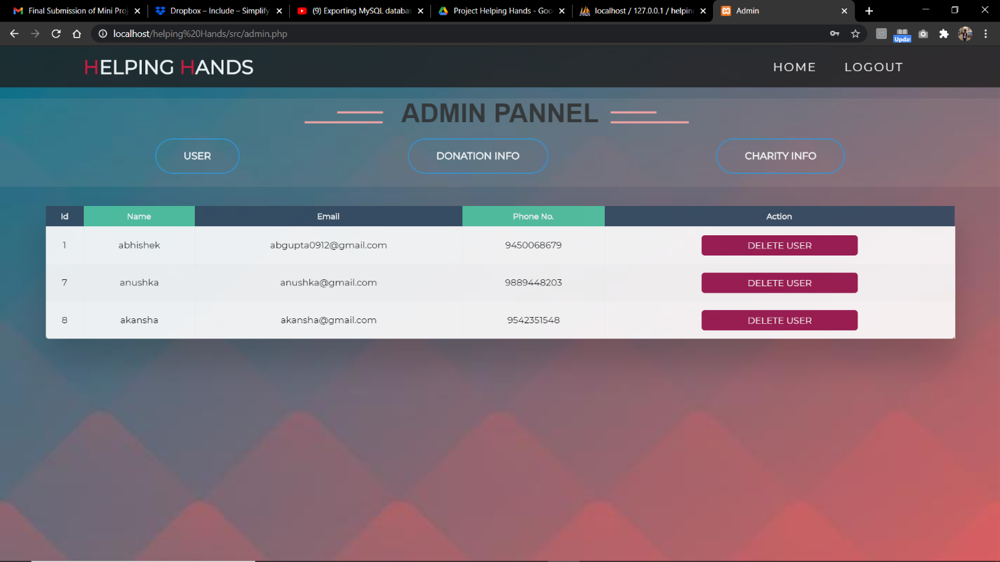 Final Submission of Mini Proj
Dropbox – Include – Simplify
(9) Exporting MySQL databas
Project Helping Hands - Goo
localhost / 127.0.0.1 / helpin
Admin
localhost/helping%20Hands/src/admin.php
Updat
HELPING HANDS
HOME
LOGOUT
ADMIN PANNEL
USER
DONATION INFO
CHARITY INFO
Id Name Email Phone No. Action
1 abhishek abgupta0912@gmail.com 9450068679 DELETE USER
7 anushka anushka@gmail.com 9889448203 DELETE USER
8 akansha akansha@gmail.com 9542351548 DELETE USER